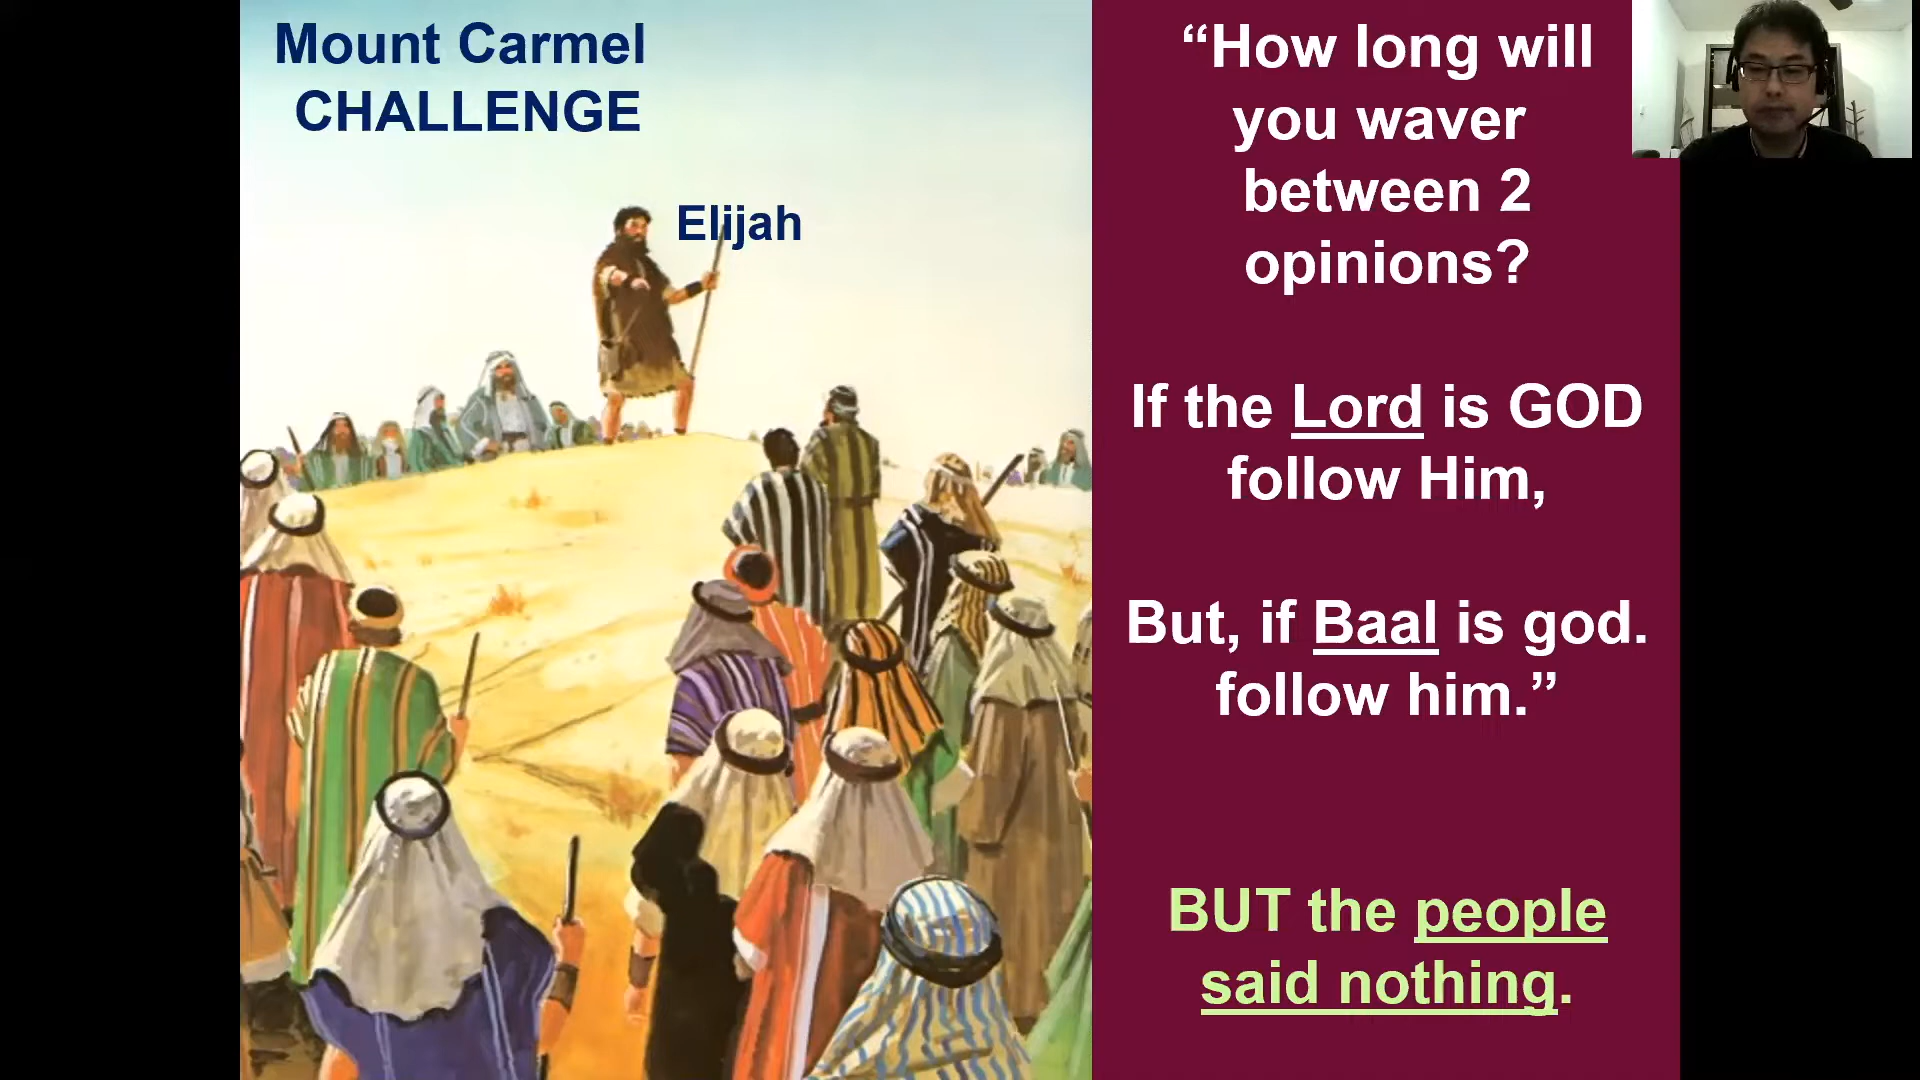 Mount Carmel
CHALLENGE
Elijah
“How long will
you waver
between 2
opinions?
If the Lord is GOD
follow Him,
But, if Baal is god.
follow him.”
BUT the people
said nothing.